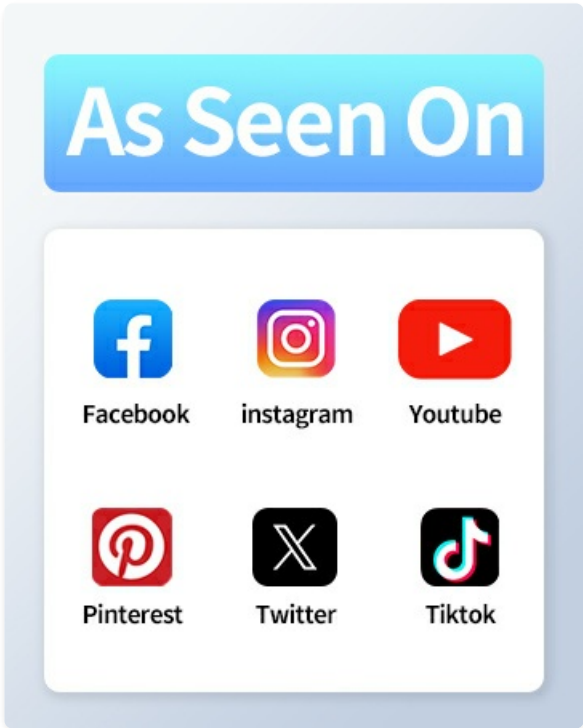 As Seen On
Facebook
instagram
Youtube
Pinterest
Twitter
Tiktok